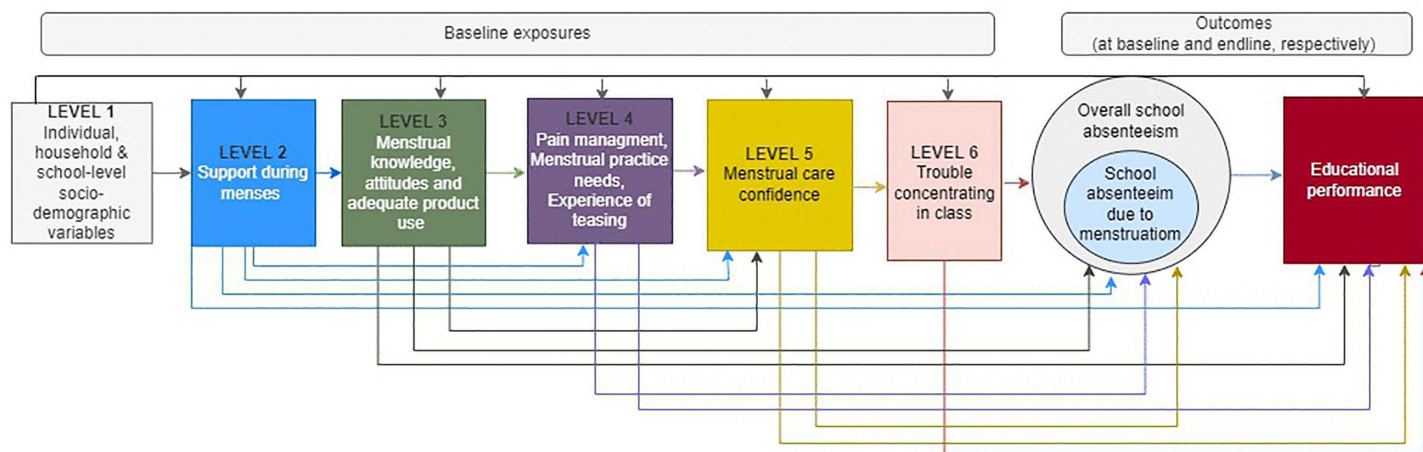 Baseline exposures
Outcomes
(at baseline and endline, respectively)
LEVEL 1
Individual,
household &
school-level
socio-
demographic
variables
LEVEL 2
Support during
menses
LEVEL 3
Menstrual
knowledge,
attitudes and
adequate product
use
LEVEL 4
Pain managment,
Menstrual practice
needs,
Experience of
teasing
LEVEL 5
Menstrual care
confidence
LEVEL 6
Trouble
concentrating
in class
Overall school
absenteeism
School
absenteeim
due to
menstruatiom
Educational
performance